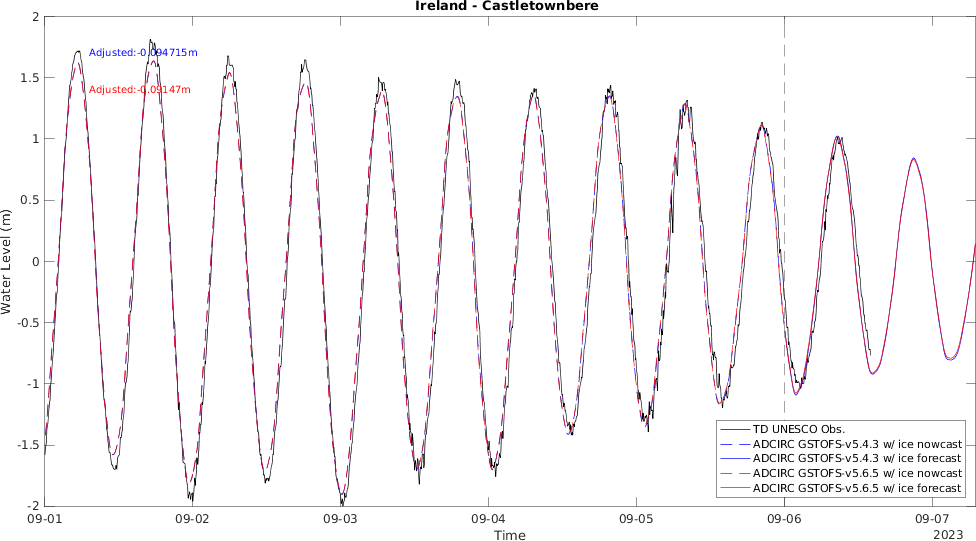 Ireland - Castletownbere
2
1.5
1
0.5
0
-0.5
-1
-1.5
-2
Water Level (m)
Adjusted:-0.094715m
Adjusted:-0.09147m
TD UNESCO Obs.
ADCIRC GSTOFS-v5.4.3 w/ ice nowcast
ADCIRC GSTOFS-v5.4.3 w/ ice forecast
ADCIRC GSTOFS-v5.6.5 w/ ice nowcast
ADCIRC GSTOFS-v5.6.5 w/ ice forecast
09-01 09-02 09-03 09-04 09-05 09-06 09-07
Time
2023